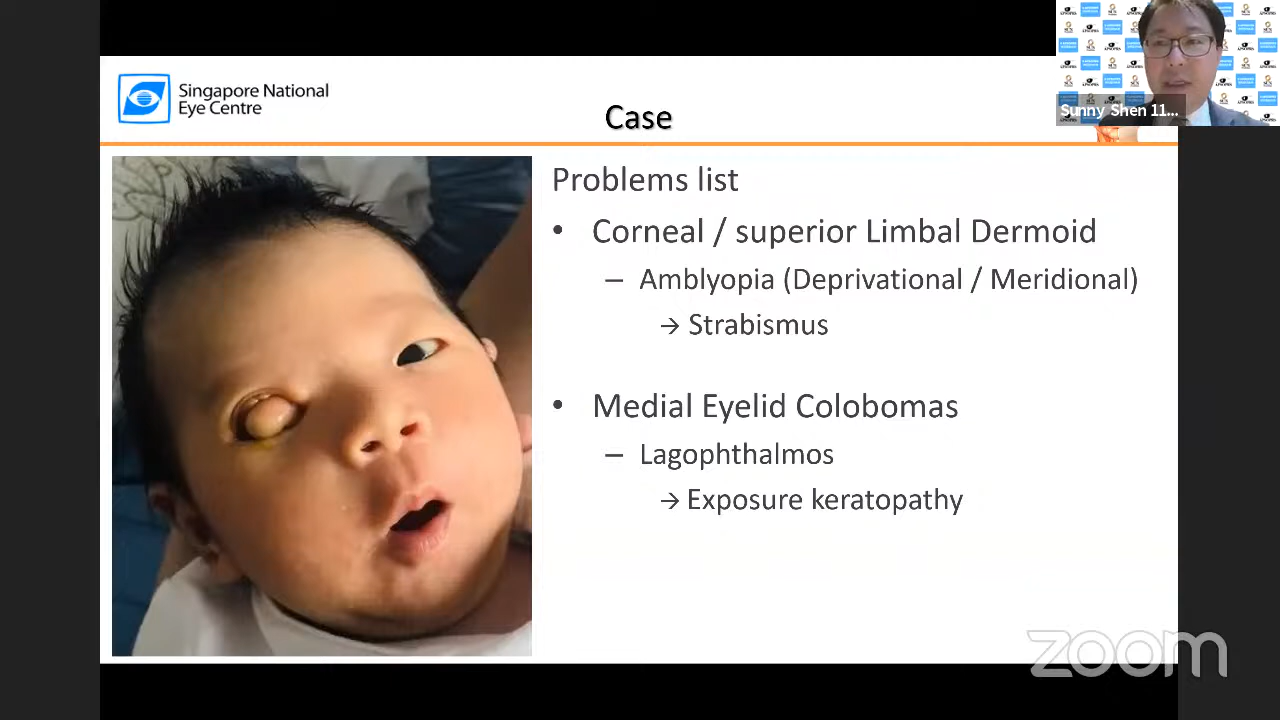 Singapore National
Eye Centre
Case
Sunny Shen 11...
Problems list
• Corneal / superior Limbal Dermoid
– Amblyopia (Deprivational / Meridional)
→ Strabismus
• Medial Eyelid Colobomas
– Lagophthalmos
→ Exposure keratopathy
zoom